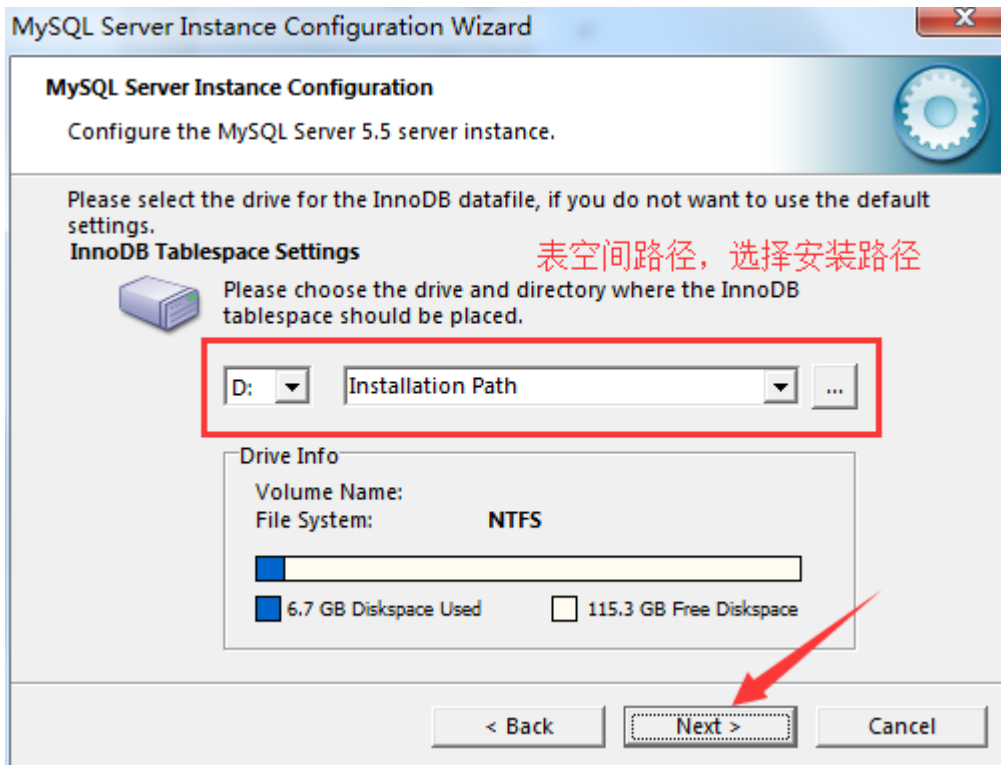 MySQL Server Instance Configuration Wizard
X
MySQL Server Instance Configuration
Configure the MySQL Server 5.5 server instance.
Please select the drive for the InnoDB datafile, if you do not want to use the default
settings.
InnoDB Tablespace Settings
表空间路径，选择安装路径
Please choose the drive and directory where the InnoDB
tablespace should be placed.
D: Installation Path ...
Drive Info
Volume Name:
File System: NTFS
6.7 GB Diskspace Used 115.3 GB Free Diskspace
< Back Next > Cancel